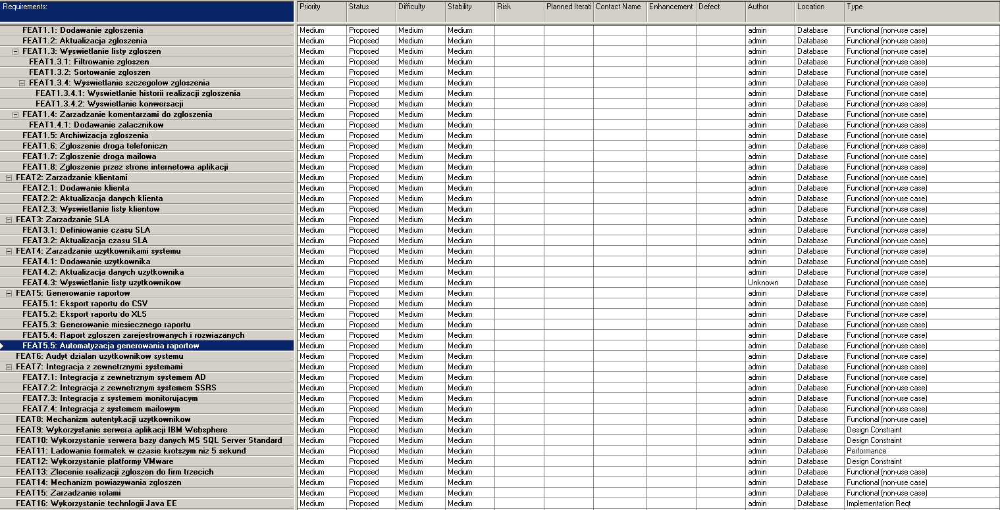 Requirements: Priority Status Difficulty Stability Risk Planned Iterati Contact Name Enhancement Defect Author Location Type
FEAT1.1: Dodawanie zgloszenia Medium Proposed Medium Medium admin Database Functional (non-use case)
FEAT1.2: Aktualizacja zgloszenia Medium Proposed Medium Medium admin Database Functional (non-use case)
FEAT1.3: Wyswietlanie listy zgloszen Medium Proposed Medium Medium admin Database Functional (non-use case)
FEAT1.3.1: Filtrowanie zgloszen Medium Proposed Medium Medium admin Database Functional (non-use case)
FEAT1.3.2: Sortowanie zgloszen Medium Proposed Medium Medium admin Database Functional (non-use case)
FEAT1.3.4: Wyswietlanie szczegolow zgloszenia Medium Proposed Medium Medium admin Database Functional (non-use case)
FEAT1.3.4.1: Wyswietlanie historii realizacji zgloszenia Medium Proposed Medium Medium admin Database Functional (non-use case)
FEAT1.3.4.2: Wyswietlanie konwersacji Medium Proposed Medium Medium admin Database Functional (non-use case)
FEAT1.4: Zarzadzanie komentarzami do zgloszenia Medium Proposed Medium Medium admin Database Functional (non-use case)
FEAT1.4.1: Dodawanie zalacznikow Medium Proposed Medium Medium admin Database Functional (non-use case)
FEAT1.5: Archiwizacja zgloszenia Medium Proposed Medium Medium admin Database Functional (non-use case)
FEAT1.6: Zgloszenie droga telefoniczn Medium Proposed Medium Medium admin Database Functional (non-use case)
FEAT1.7: Zgloszenie droga mailowa Medium Proposed Medium Medium admin Database Functional (non-use case)
FEAT1.8: Zgloszenie przez strone internetowa aplikacji Medium Proposed Medium Medium admin Database Functional (non-use case)
FEAT2: Zarzadzanie klientami Medium Proposed Medium Medium admin Database Functional (non-use case)
FEAT2.1: Dodawanie klienta Medium Proposed Medium Medium admin Database Functional (non-use case)
FEAT2.2: Aktualizacja danych klienta Medium Proposed Medium Medium admin Database Functional (non-use case)
FEAT2.3: Wyswietlanie listy klientow Medium Proposed Medium Medium admin Database Functional (non-use case)
FEAT3: Zarzadzanie SLA Medium Proposed Medium Medium admin Database Functional (non-use case)
FEAT3.1: Definiowanie czasu SLA Medium Proposed Medium Medium admin Database Functional (non-use case)
FEAT3.2: Aktualizacja czasu SLA Medium Proposed Medium Medium admin Database Functional (non-use case)
FEAT4: Zarzadzanie uzytkownikami systemu Medium Proposed Medium Medium admin Database Functional (non-use case)
FEAT4.1: Dodawanie uzytkownika Medium Proposed Medium Medium admin Database Functional (non-use case)
FEAT4.2: Aktualizacja danych uzytkownika Medium Proposed Medium Medium admin Database Functional (non-use case)
FEAT4.3: Wyswietlanie listy uzytkownikow Medium Proposed Medium Medium Unknown Database Functional (non-use case)
FEAT5: Generowanie raportow Medium Proposed Medium Medium admin Database Functional (non-use case)
FEAT5.1: Eksport raportu do CSV Medium Proposed Medium Medium admin Database Functional (non-use case)
FEAT5.2: Eksport raportu do XLS Medium Proposed Medium Medium admin Database Functional (non-use case)
FEAT5.3: Generowanie miesiecznego raportu Medium Proposed Medium Medium admin Database Functional (non-use case)
FEAT5.4: Raport zgloszen zarejestrowanych i rozwiazanych Medium Proposed Medium Medium admin Database Functional (non-use case)
FEAT5.5: Automatyzacja generowania raportow Medium Proposed Medium Medium admin Database Functional (non-use case)
FEAT6: Audyt dzialan uzytkownikow systemu Medium Proposed Medium Medium admin Database Functional (non-use case)
FEAT7: Integracja z zewnetrznymi systemami Medium Proposed Medium Medium admin Database Functional (non-use case)
FEAT7.1: Integracja z zewnetrznym systemem AD Medium Proposed Medium Medium admin Database Functional (non-use case)
FEAT7.2: Integracja z zewnetrznym systemem SSRS Medium Proposed Medium Medium admin Database Functional (non-use case)
FEAT7.3: Integracja z systemem monitorujacym Medium Proposed Medium Medium admin Database Functional (non-use case)
FEAT7.4: Integracja z systemem mailowym Medium Proposed Medium Medium admin Database Functional (non-use case)
FEAT8: Mechanizm autentykacji uzytkownikow Medium Proposed Medium Medium admin Database Functional (non-use case)
FEAT9: Wykorzystanie serwera aplikacji IBM Websphere Medium Proposed Medium Medium admin Database Design Constraint
FEAT10: Wykorzystanie serwera bazy danych MS SQL Server Standard Medium Proposed Medium Medium admin Database Design Constraint
FEAT11: Ladowanie formatek w czasie krotszym niz 5 sekund Medium Proposed Medium Medium admin Database Performance
FEAT12: Wykorzystanie platformy VMware Medium Proposed Medium Medium admin Database Design Constraint
FEAT13: Zlecenie realizacji zgloszen do firm trzecich Medium Proposed Medium Medium admin Database Functional (non-use case)
FEAT14: Mechanizm powiazywania zgloszen Medium Proposed Medium Medium admin Database Functional (non-use case)
FEAT15: Zarzadzanie rolami Medium Proposed Medium Medium admin Database Functional (non-use case)
FEAT16: Wykorzystanie technlogii Java EE Medium Proposed Medium Medium admin Database Implementation Reqt